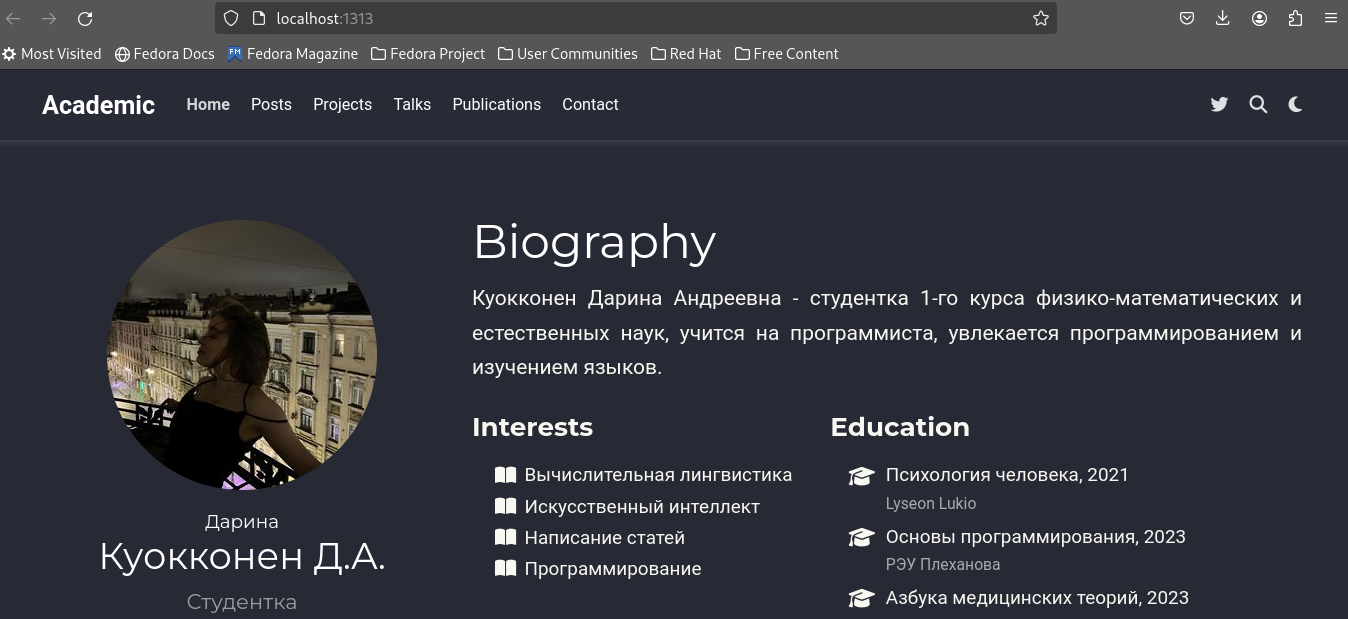 localhost:1313
Most Visited Fedora Docs Fedora Magazine Fedora Project User Communities Red Hat Free Content
Academic Home Posts Projects Talks Publications Contact
Biography
Куокконен Дарина Андреевна - студентка 1-го курса физико-математических и
естественных наук, учится на программиста, увлекается программированием и
изучением языков.
Дарина
Куокконен Д.А.
Студентка
Interests
Вычислительная лингвистика
Искусственный интеллект
Написание статей
Программирование
Education
Психология человека, 2021
Lyseon Lukio
Основы программирования, 2023
РЭУ Плеханова
Азбука медицинских теорий, 2023